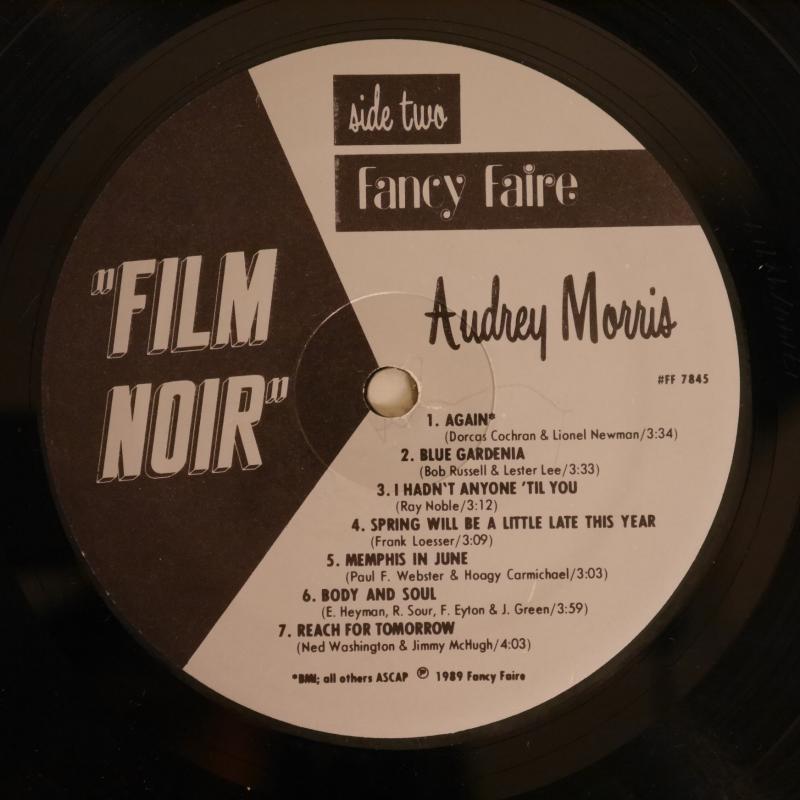 side two
Fancy Faire
"FILM
NOIR"
Audrey Morris
#FF 7845
1. AGAIN*
(Dorcas Cochran & Lionel Newman/3:34)
2. BLUE GARDENIA
(Bob Russell & Lester Lee/3:33)
3. I HADN'T ANYONE 'TIL YOU
(Ray Noble/3:12)
4. SPRING WILL BE A LITTLE LATE THIS YEAR
(Frank Loesser/3:09)
5. MEMPHIS IN JUNE
(Paul F. Webster & Hoagy Carmichael/3:03)
6. BODY AND SOUL
(E. Heyman, R. Sour, F. Eyton & J. Green/3:59)
7. REACH FOR TOMORROW
(Ned Washington & Jimmy McHugh/4:03)
*BMI; all others ASCAP ℗ 1989 Fancy Faire